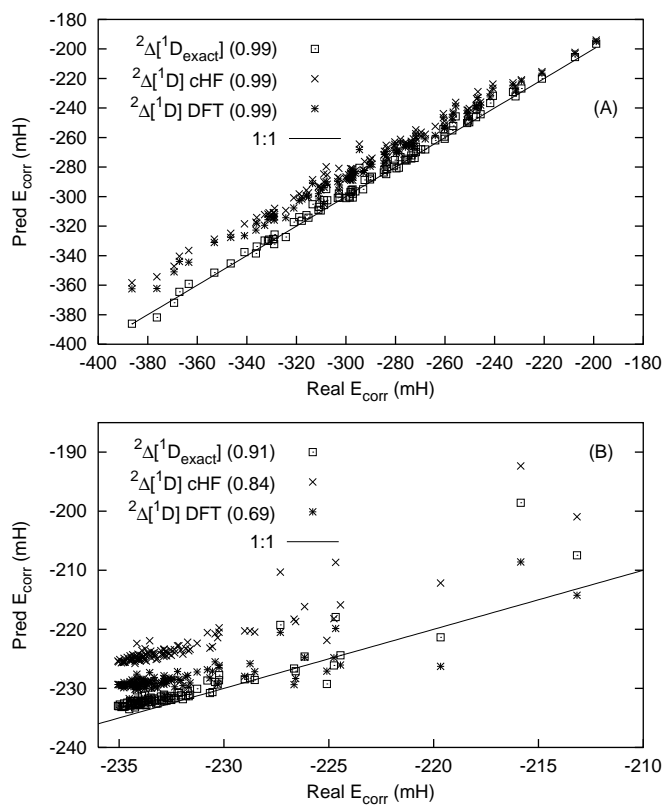 -180
-200
-220
-240
-260
-280
-300
-320
-340
-360
-380
-400
Pred E_corr (mH)
²Δ[¹D_exact] (0.99)
²Δ[¹D] cHF (0.99)
²Δ[¹D] DFT (0.99)
1:1
(A)
-400 -380 -360 -340 -320 -300 -280 -260 -240 -220 -200 -180
Real E_corr (mH)
-190
-200
-210
-220
-230
-240
Pred E_corr (mH)
²Δ[¹D_exact] (0.91)
²Δ[¹D] cHF (0.84)
²Δ[¹D] DFT (0.69)
1:1
(B)
-235 -230 -225 -220 -215 -210
Real E_corr (mH)